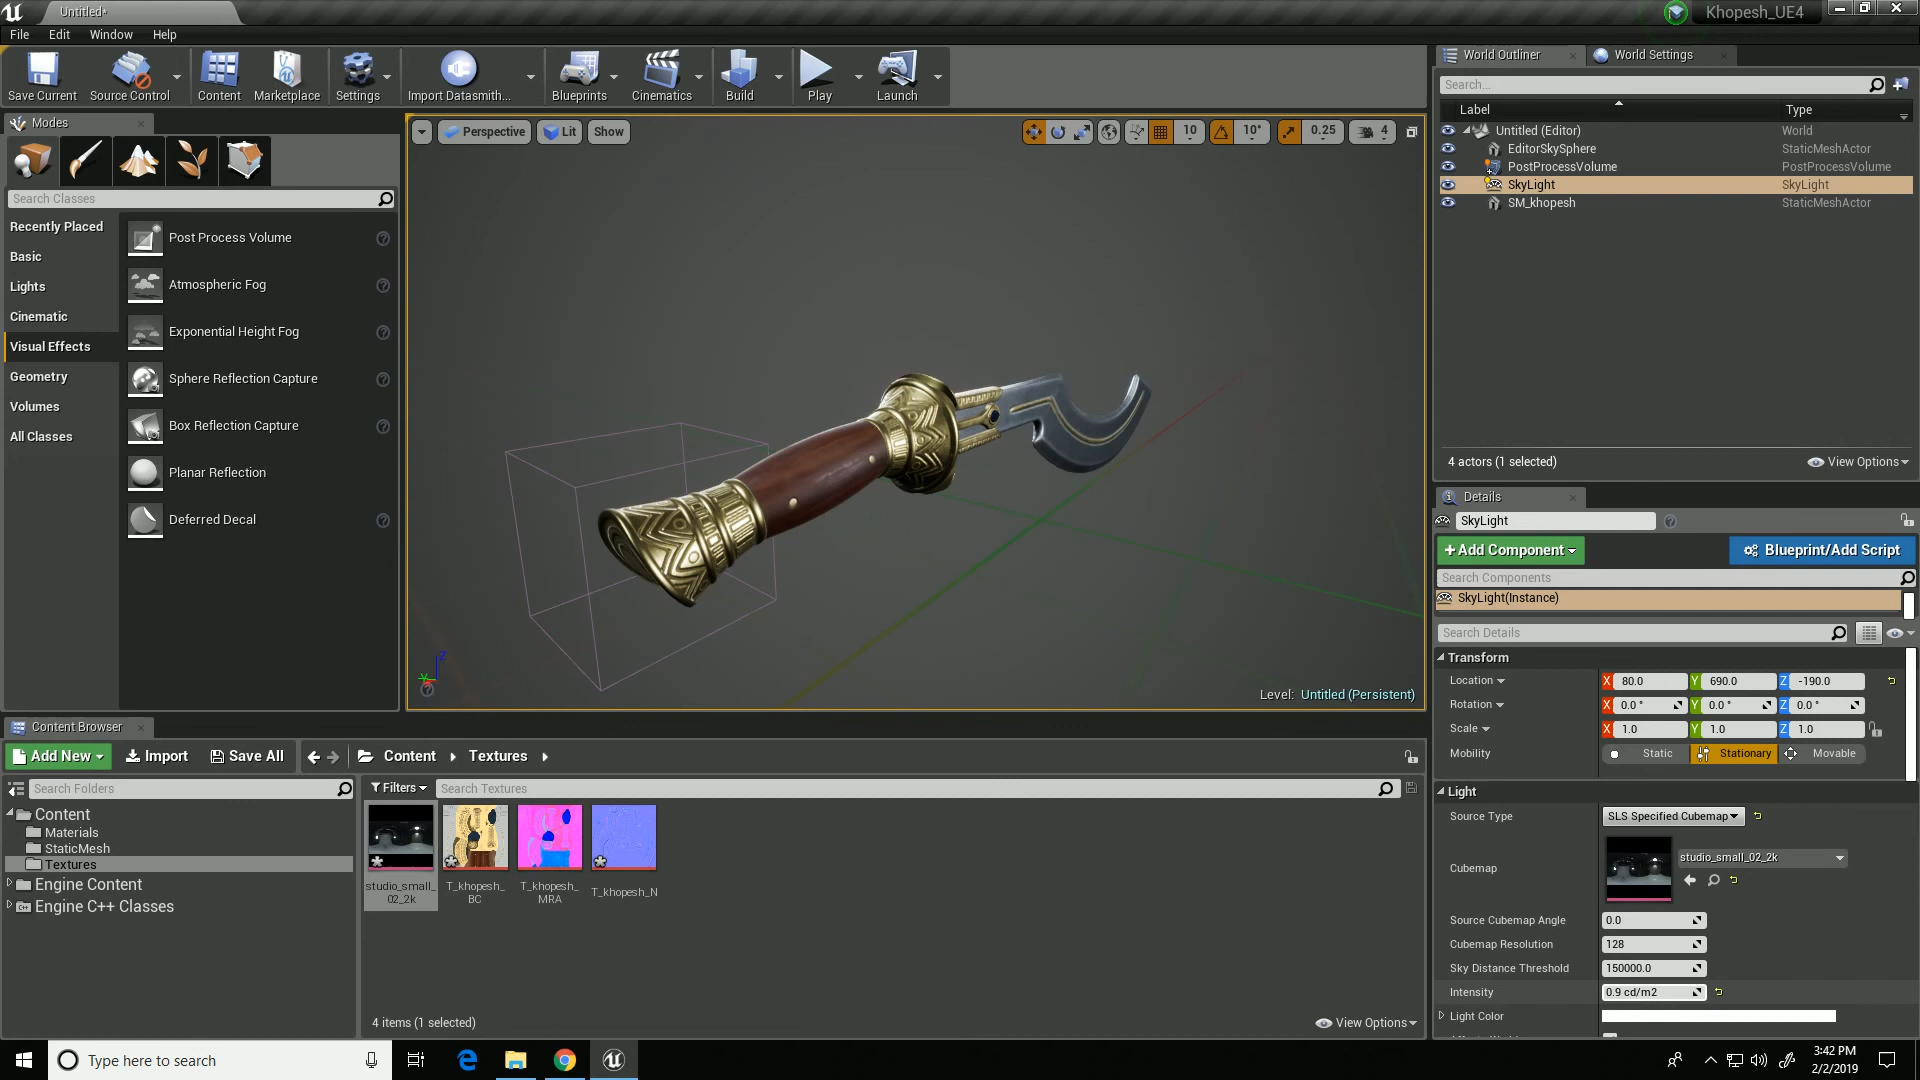 Untitled*
Khopesh_UE4
File Edit Window Help
Save Current
Source Control
Content
Marketplace
Settings
Import Datasmith...
Blueprints
Cinematics
Build
Play
Launch
Modes
Search Classes
Recently Placed
Basic
Lights
Cinematic
Visual Effects
Geometry
Volumes
All Classes
Post Process Volume
Atmospheric Fog
Exponential Height Fog
Sphere Reflection Capture
Box Reflection Capture
Planar Reflection
Deferred Decal
Perspective
Lit
Show
10
10°
0.25
4
Z
Level: Untitled (Persistent)
World Outliner
World Settings
Search...
Label Type
Untitled (Editor) World
EditorSkySphere StaticMeshActor
PostProcessVolume PostProcessVolume
SkyLight SkyLight
SM_khopesh StaticMeshActor
4 actors (1 selected)
View Options
Details
SkyLight
+ Add Component
Blueprint/Add Script
Search Components
SkyLight(Instance)
Search Details
Transform
Location X 80.0 Y 690.0 Z -190.0
Rotation X 0.0 ° Y 0.0 ° Z 0.0 °
Scale X 1.0 Y 1.0 Z 1.0
Mobility Static Stationary Movable
Light
Source Type SLS Specified Cubemap
Cubemap studio_small_02_2k
Source Cubemap Angle 0.0
Cubemap Resolution 128
Sky Distance Threshold 150000.0
Intensity 0.9 cd/m2
Light Color
Content Browser
Add New
Import
Save All
Content
Textures
Search Folders
Filters
Search Textures
Content
Materials
StaticMesh
Textures
Engine Content
Engine C++ Classes
studio_small_
02_2k
T_khopesh_
BC
T_khopesh_
MRA
T_khopesh_N
4 items (1 selected)
View Options
Type here to search
3:42 PM
2/2/2019